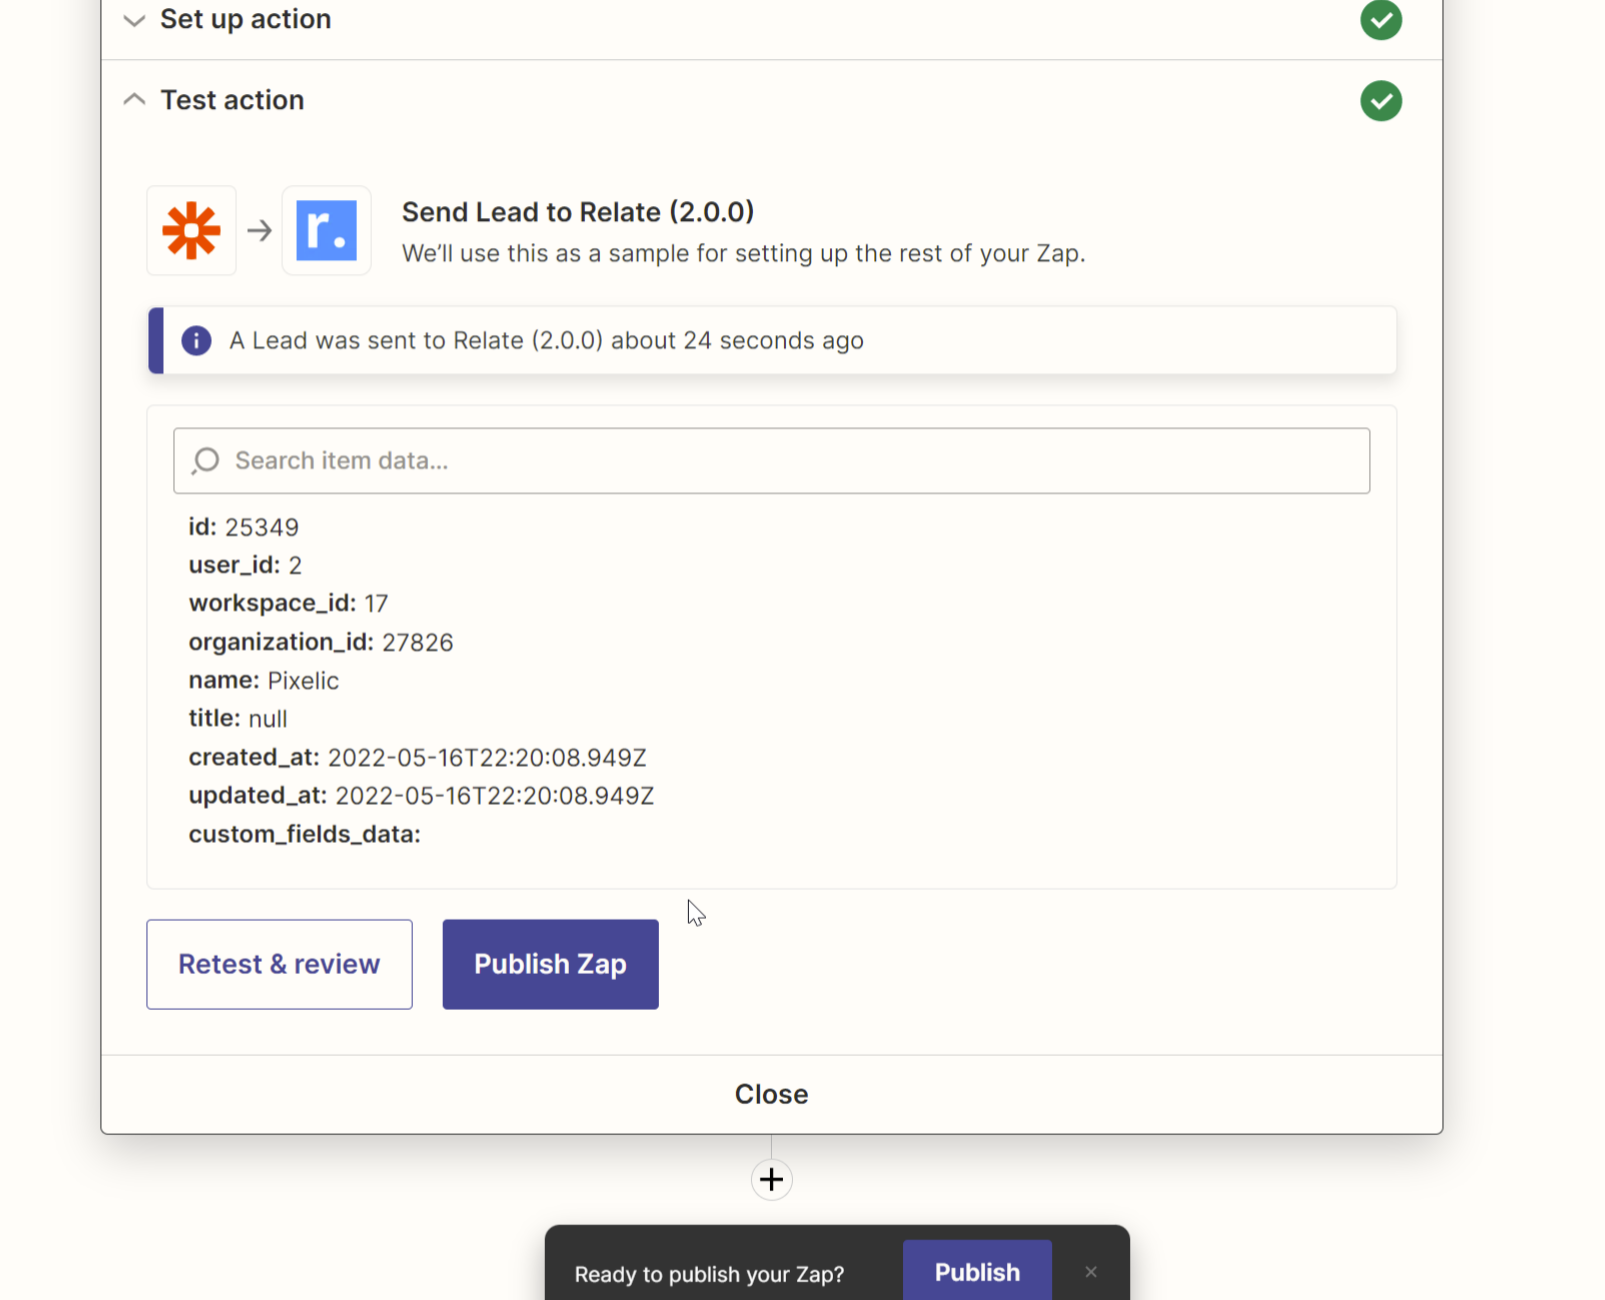 Set up action
Test action
r.
Send Lead to Relate (2.0.0)
We’ll use this as a sample for setting up the rest of your Zap.
A Lead was sent to Relate (2.0.0) about 24 seconds ago
Search item data...
id: 25349
user_id: 2
workspace_id: 17
organization_id: 27826
name: Pixelic
title: null
created_at: 2022-05-16T22:20:08.949Z
updated_at: 2022-05-16T22:20:08.949Z
custom_fields_data:
Retest & review
Publish Zap
Close
Ready to publish your Zap?
Publish